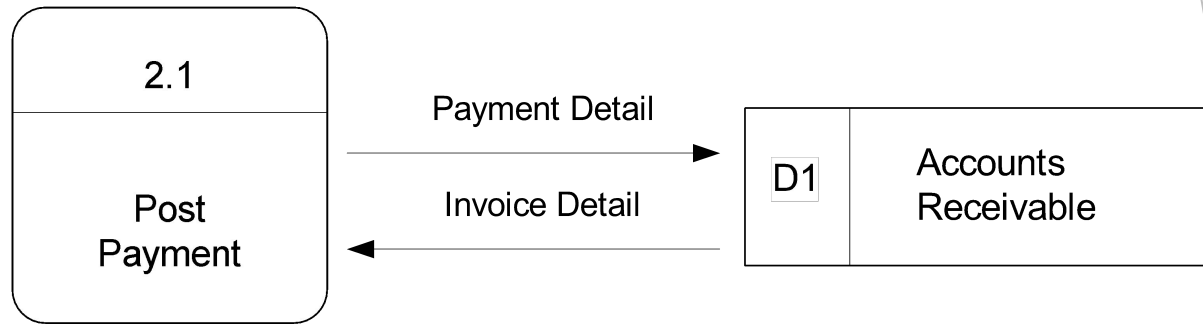 2.1
Post
Payment
Payment Detail
Invoice Detail
D1
Accounts
Receivable